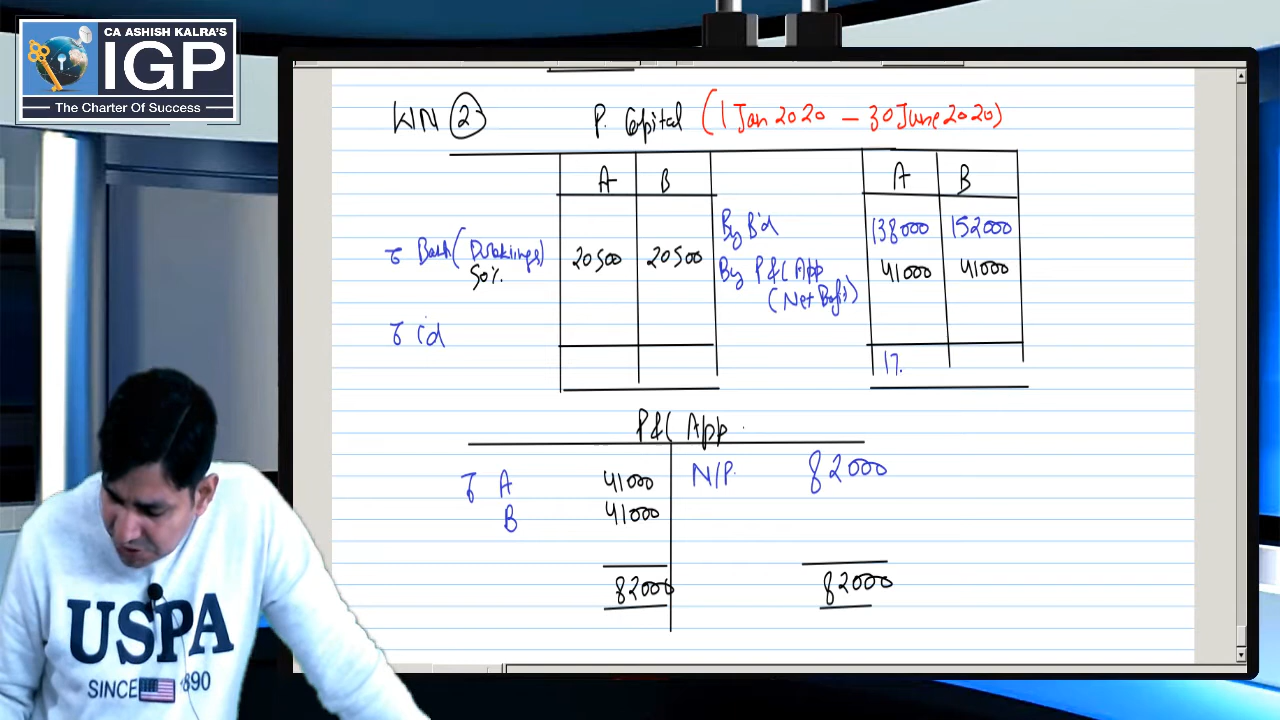 CA ASHISH KALRA'S
IGP
The Charter Of Success
WN 2 P. Capital (1 Jan 2020 – 30 June 2020)
A B A B
By B/d 138000 152000
To Bank (Drawings) 20500 20500
50% By P&L App 41000 41000
(Net Profit)
To c/d
17.
P&L App.
To A 41000 N/P. 82000
B 41000
82000 82000
USPA
SINCE 1890